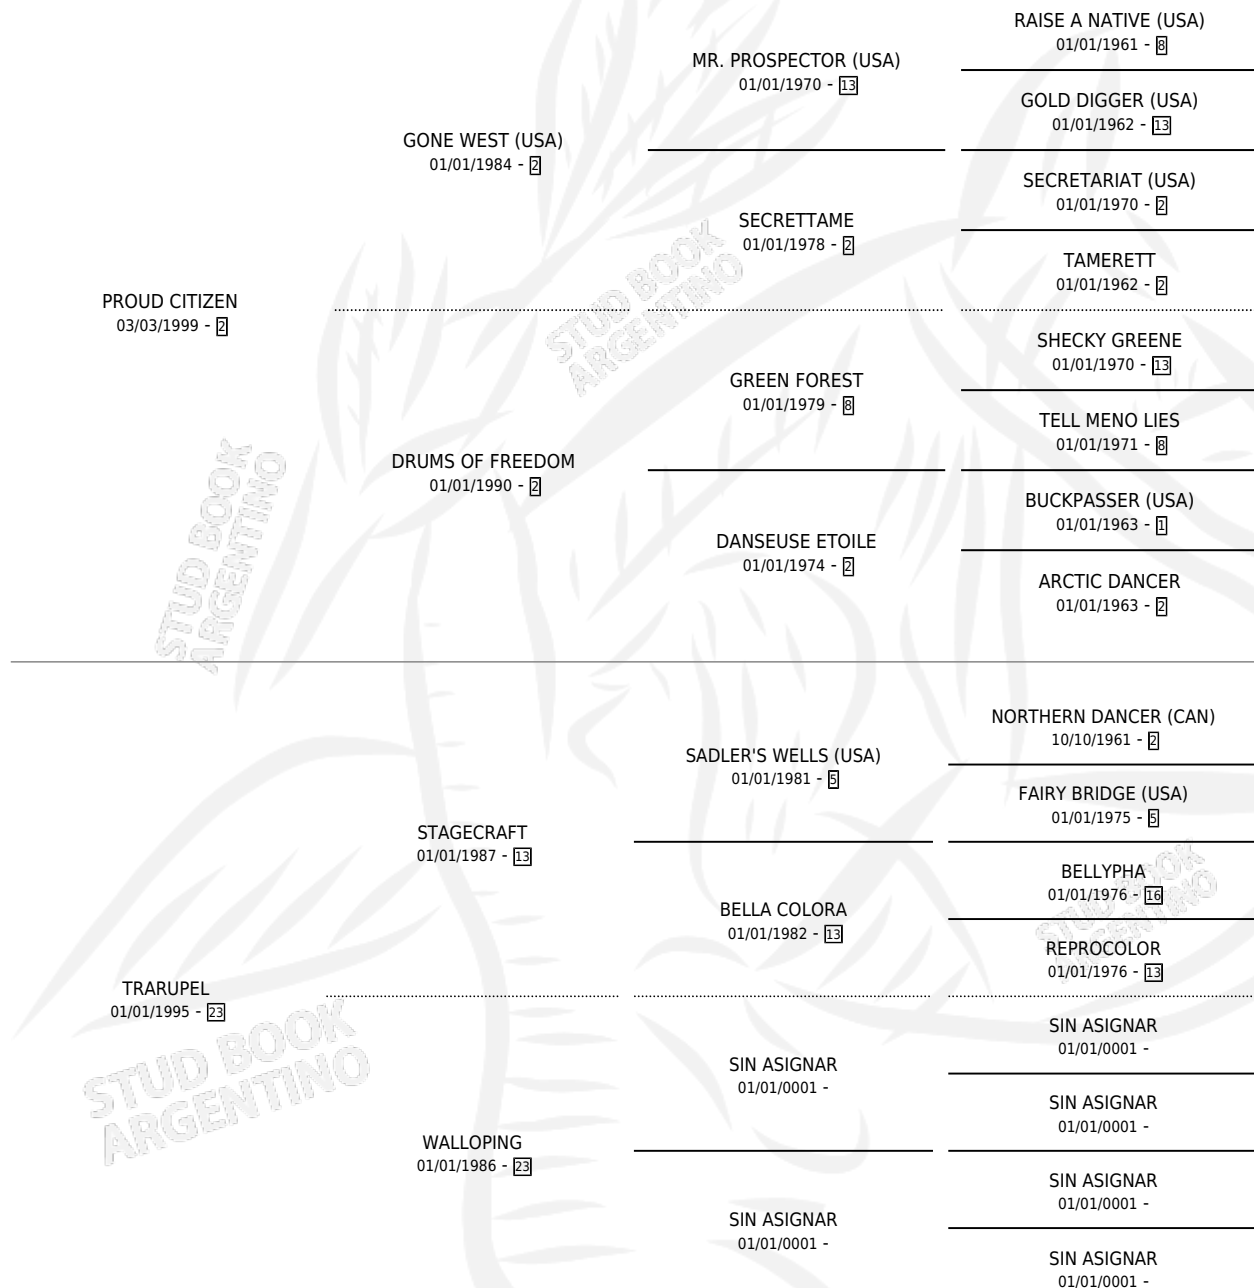 RAISE A NATIVE (USA)
01/01/1961 - 8
MR. PROSPECTOR (USA)
01/01/1970 - 13
GOLD DIGGER (USA)
01/01/1962 - 13
GONE WEST (USA)
01/01/1984 - 2
SECRETARIAT (USA)
01/01/1970 - 2
SECRETTAME
01/01/1978 - 2
TAMERETT
01/01/1962 - 2
PROUD CITIZEN
03/03/1999 - 2
SHECKY GREENE
01/01/1970 - 13
GREEN FOREST
01/01/1979 - 8
TELL MENO LIES
01/01/1971 - 8
DRUMS OF FREEDOM
01/01/1990 - 2
BUCKPASSER (USA)
01/01/1963 - 1
DANSEUSE ETOILE
01/01/1974 - 2
ARCTIC DANCER
01/01/1963 - 2
NORTHERN DANCER (CAN)
10/10/1961 - 2
SADLER'S WELLS (USA)
01/01/1981 - 5
FAIRY BRIDGE (USA)
01/01/1975 - 5
STAGECRAFT
01/01/1987 - 13
BELLYPHA
01/01/1976 - 16
BELLA COLORA
01/01/1982 - 13
REPROCOLOR
01/01/1976 - 13
TRARUPEL
01/01/1995 - 23
SIN ASIGNAR
01/01/0001 -
SIN ASIGNAR
01/01/0001 -
SIN ASIGNAR
01/01/0001 -
WALLOPING
01/01/1986 - 23
SIN ASIGNAR
01/01/0001 -
SIN ASIGNAR
01/01/0001 -
SIN ASIGNAR
01/01/0001 -
STUD BOOK
ARGENTINO
STUD BOOK
ARGENTINO
STUD BOOK
ARGENTINO
STUD BOOK
ARGENTINO